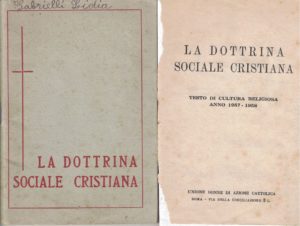 Gabrielli Lidia
LA DOTTRINA
SOCIALE CRISTIANA
LA DOTTRINA
SOCIALE CRISTIANA
TESTO DI CULTURA RELIGIOSA
ANNO 1957-1958
UNIONE DONNE DI AZIONE CATTOLICA
ROMA - VIA DELLA CONCILIAZIONE